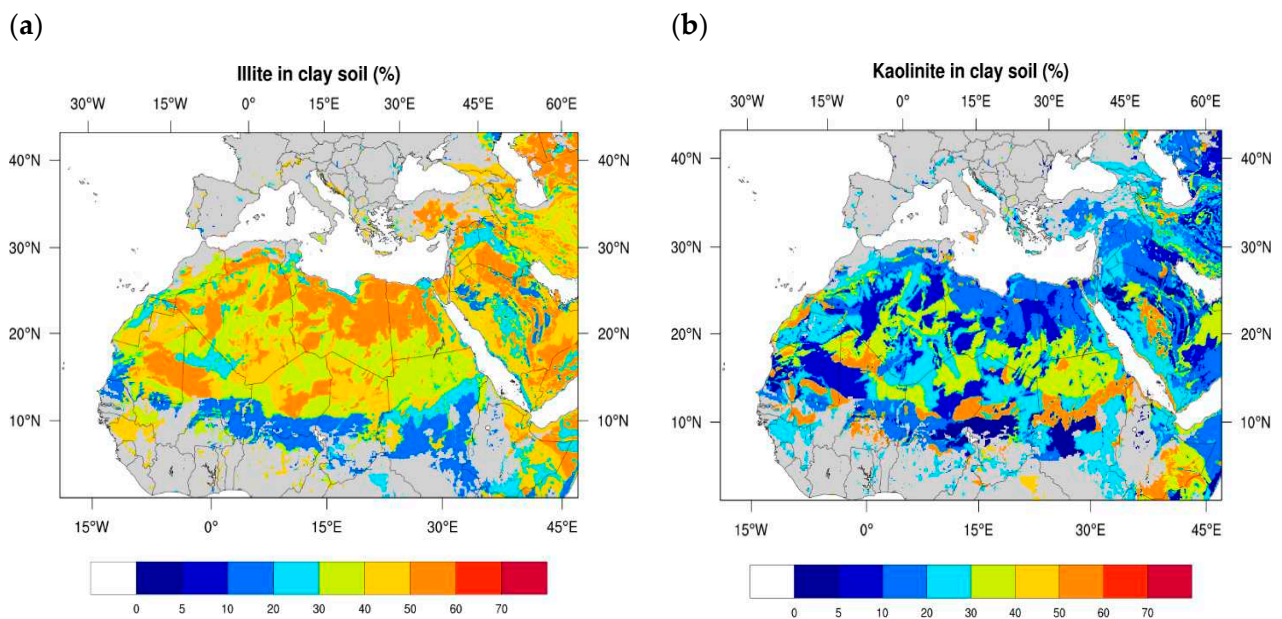 (a)
Illite in clay soil (%)
30°W 15°W 0° 15°E 30°E 45°E 60°E
40°N 40°N
30°N 30°N
20°N 20°N
10°N 10°N
15°W 0° 15°E 30°E 45°E
0 5 10 20 30 40 50 60 70
(b)
Kaolinite in clay soil (%)
30°W 15°W 0° 15°E 30°E 45°E 60°E
40°N 40°N
30°N 30°N
20°N 20°N
10°N 10°N
15°W 0° 15°E 30°E 45°E
0 5 10 20 30 40 50 60 70